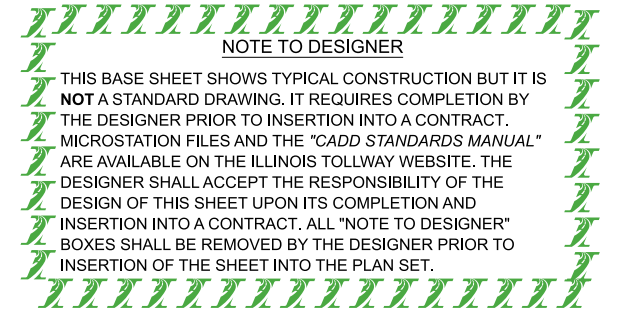 NOTE TO DESIGNER
THIS BASE SHEET SHOWS TYPICAL CONSTRUCTION BUT IT IS
NOT A STANDARD DRAWING. IT REQUIRES COMPLETION BY
THE DESIGNER PRIOR TO INSERTION INTO A CONTRACT.
MICROSTATION FILES AND THE "CADD STANDARDS MANUAL"
ARE AVAILABLE ON THE ILLINOIS TOLLWAY WEBSITE. THE
DESIGNER SHALL ACCEPT THE RESPONSIBILITY OF THE
DESIGN OF THIS SHEET UPON ITS COMPLETION AND
INSERTION INTO A CONTRACT. ALL "NOTE TO DESIGNER"
BOXES SHALL BE REMOVED BY THE DESIGNER PRIOR TO
INSERTION OF THE SHEET INTO THE PLAN SET.